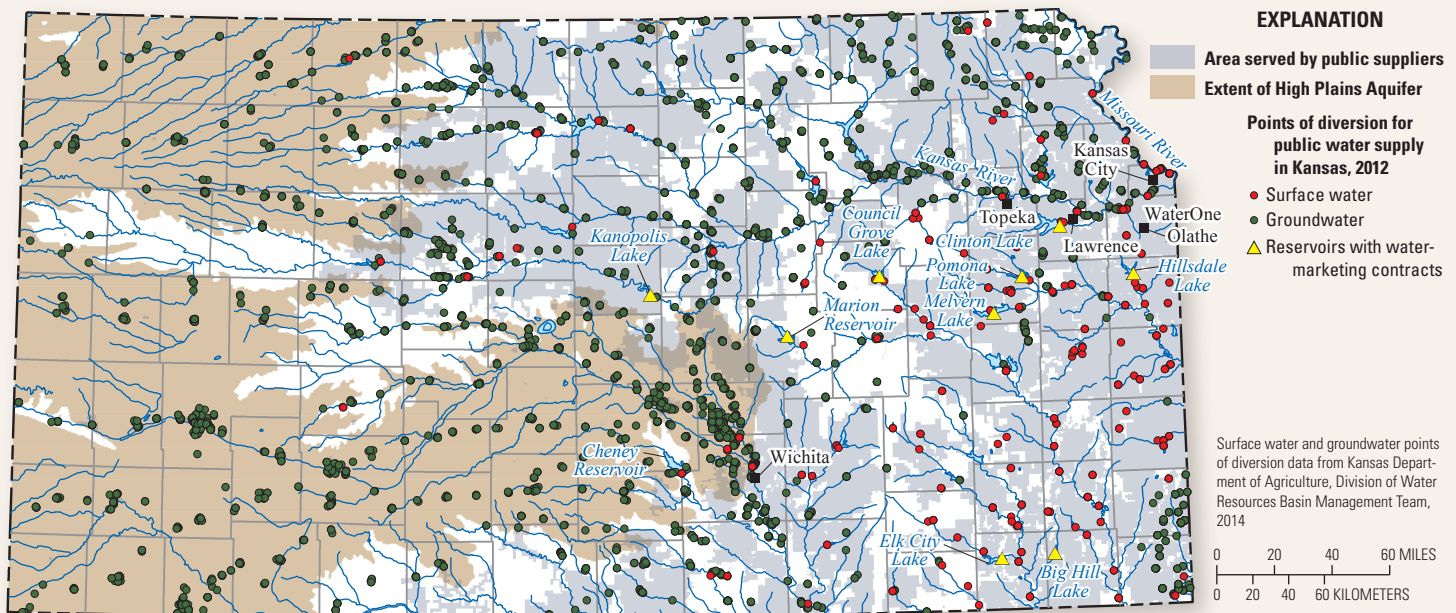 EXPLANATION
Area served by public suppliers
Extent of High Plains Aquifer
Points of diversion for
public water supply
in Kansas, 2012
Surface water
Groundwater
Reservoirs with water-
marketing contracts
Missouri River
Kansas
City
Kansas River
Topeka
Lawrence
WaterOne
Olathe
Council
Grove
Lake
Clinton Lake
Pomona
Lake
Melvern
Lake
Hillsdale
Lake
Kanopolis
Lake
Marion
Reservoir
Cheney
Reservoir
Wichita
Elk City
Lake
Big Hill
Lake
Surface water and groundwater points
of diversion data from Kansas Depart-
ment of Agriculture, Division of Water
Resources Basin Management Team,
2014
0 20 40 60 MILES
0 20 40 60 KILOMETERS